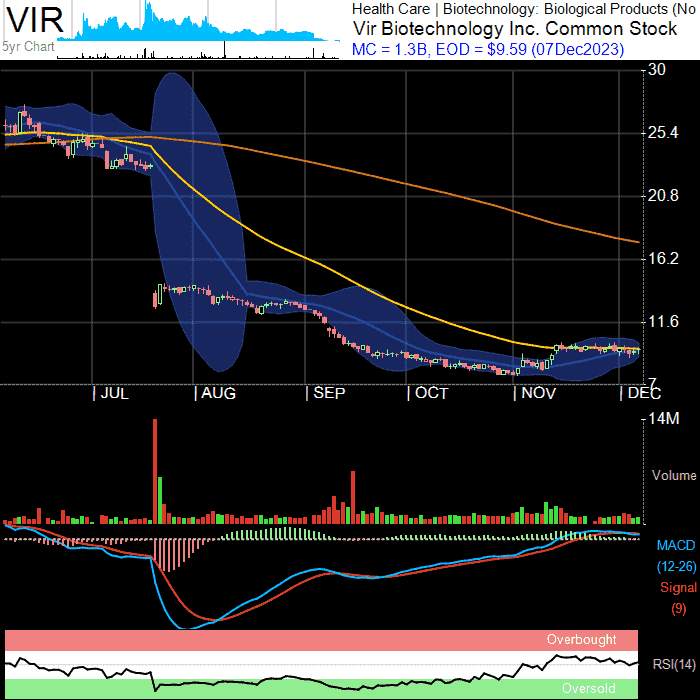 VIR
5yr Chart
Health Care | Biotechnology: Biological Products (No
Vir Biotechnology Inc. Common Stock
MC = 1.3B, EOD = $9.59 (07Dec2023)
30
25.4
20.8
16.2
11.6
7
| JUL | AUG | SEP | OCT | NOV | DEC
14M
Volume
MACD
(12-26)
Signal
(9)
Overbought
RSI(14)
Oversold